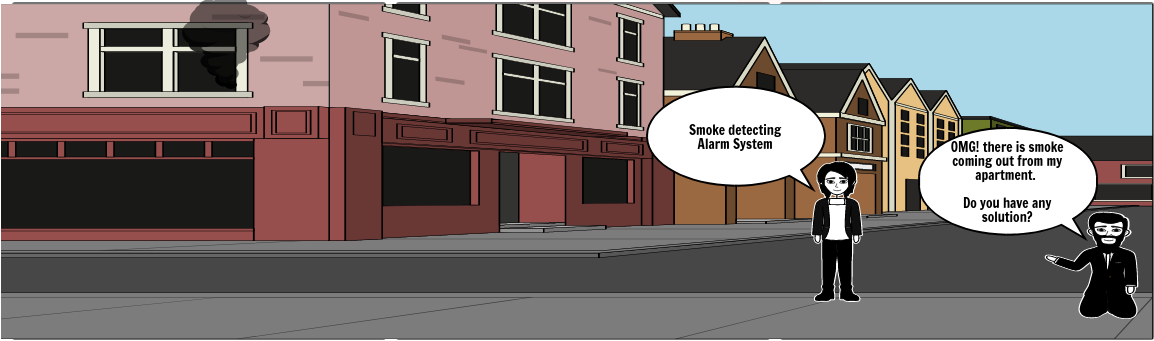 Smoke detecting
Alarm System
OMG! there is smoke
coming out from my
apartment.
Do you have any
solution?